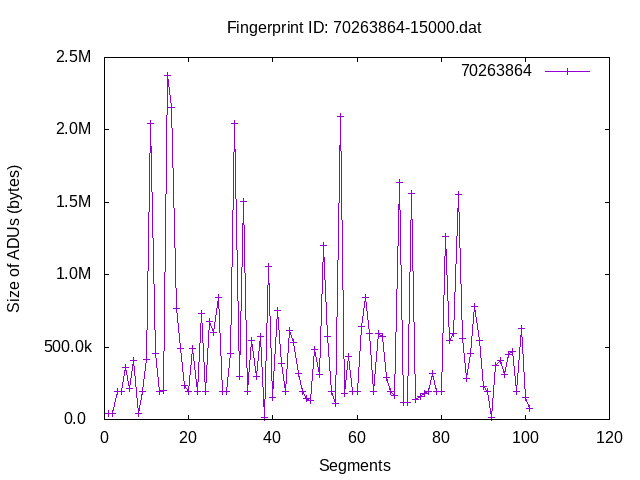 Fingerprint ID: 70263864-15000.dat
70263864
2.5M
2.0M
1.5M
1.0M
500.0k
0.0
Size of ADUs (bytes)
0 20 40 60 80 100 120
Segments